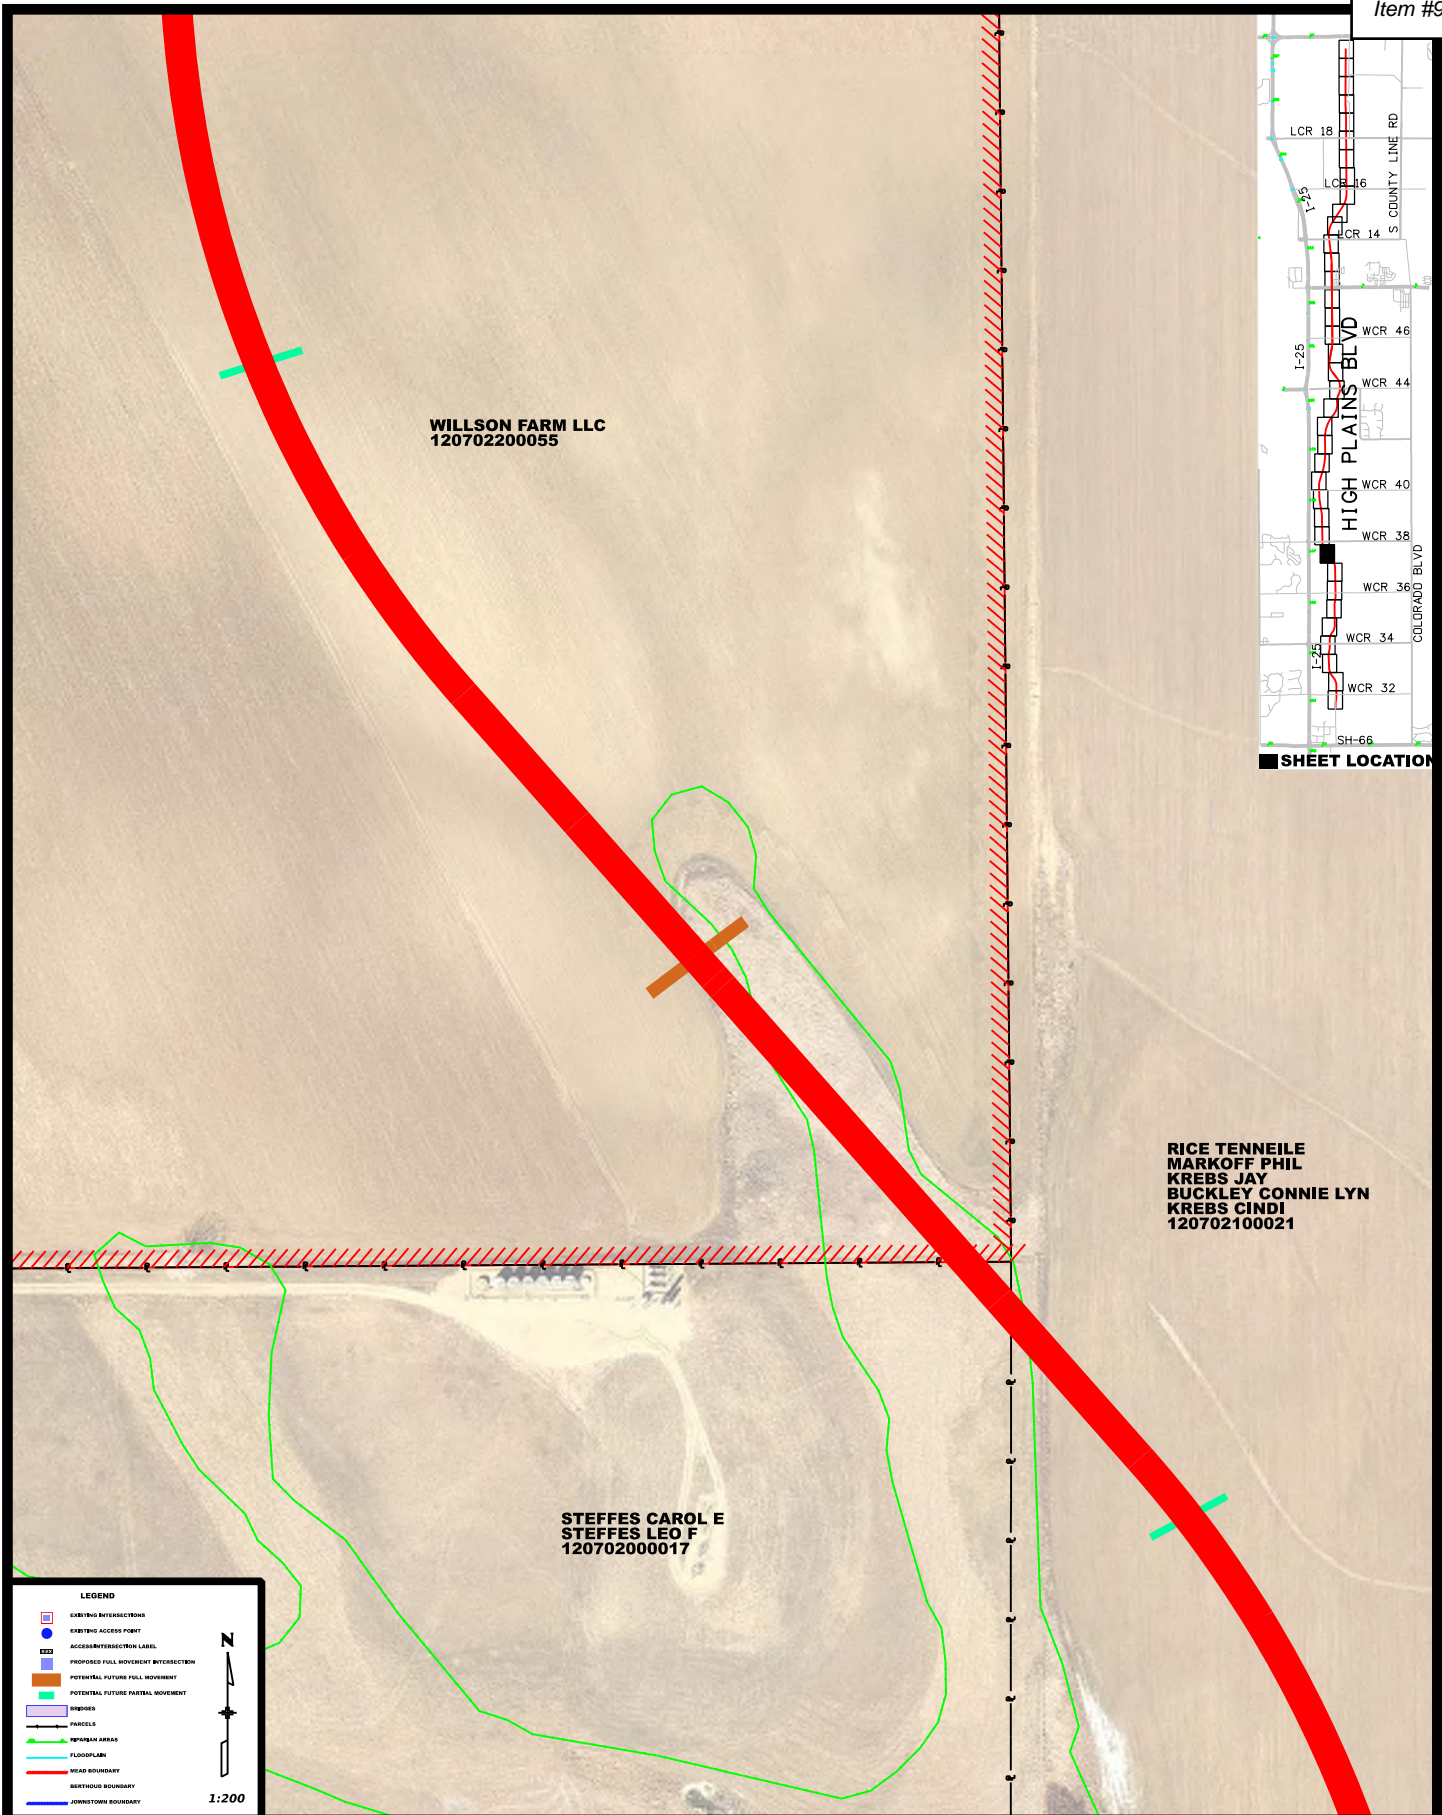 Item #9
LCR 18
S COUNTY LINE RD
LCR 16
I-25
LCR 14
WCR 46
HIGH PLAINS BLVD
I-25
WCR 44
WCR 40
WCR 38
COLORADO BLVD
WCR 36
WCR 34
I-25
WCR 32
SH-66
SHEET LOCATION
WILLSON FARM LLC
120702200055
RICE TENNEILE
MARKOFF PHIL
KREBS JAY
BUCKLEY CONNIE LYN
KREBS CINDI
120702100021
STEFFES CAROL E
STEFFES LEO F
120702000017
LEGEND
EXISTING INTERSECTIONS
EXISTING ACCESS POINT
ACCESS/INTERSECTION LABEL
PROPOSED FULL MOVEMENT INTERSECTION
POTENTIAL FUTURE FULL MOVEMENT
POTENTIAL FUTURE PARTIAL MOVEMENT
BRIDGES
PARCELS
RIPARIAN AREAS
FLOODPLAIN
MEAD BOUNDARY
BERTHOUD BOUNDARY
JOHNSTOWN BOUNDARY
N
1:200